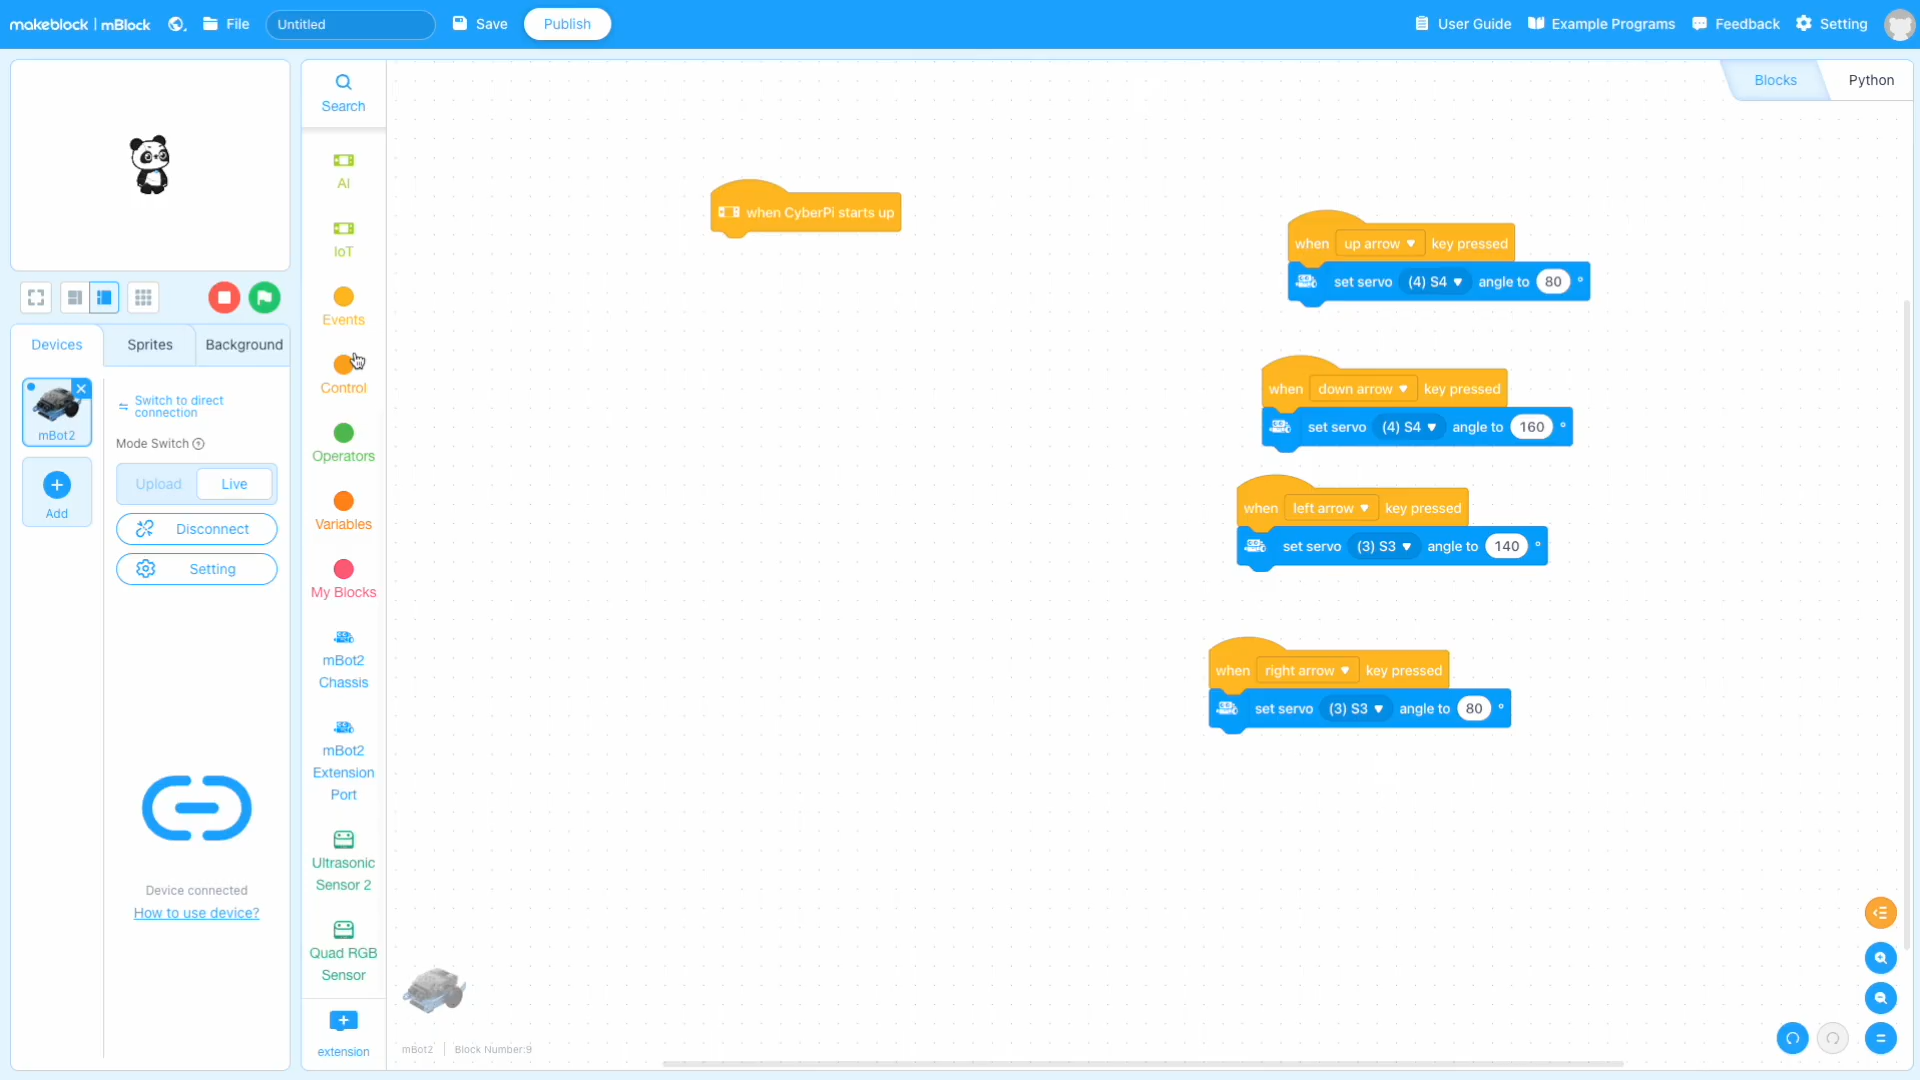 makeblock | mBlock
File
Untitled
Save
Publish
User Guide
Example Programs
Feedback
Setting
Search
Blocks
Python
AI
IoT
Events
Control
Operators
Variables
My Blocks
mBot2
Chassis
mBot2
Extension
Port
Ultrasonic
Sensor 2
Quad RGB
Sensor
extension
Devices
Sprites
Background
mBot2
Add
Switch to direct
connection
Mode Switch
Upload
Live
Disconnect
Setting
Device connected
How to use device?
when CyberPi starts up
when up arrow key pressed
set servo (4) S4 angle to 80 °
when down arrow key pressed
set servo (4) S4 angle to 160 °
when left arrow key pressed
set servo (3) S3 angle to 140 °
when right arrow key pressed
set servo (3) S3 angle to 80 °
mBot2 | Block Number:9